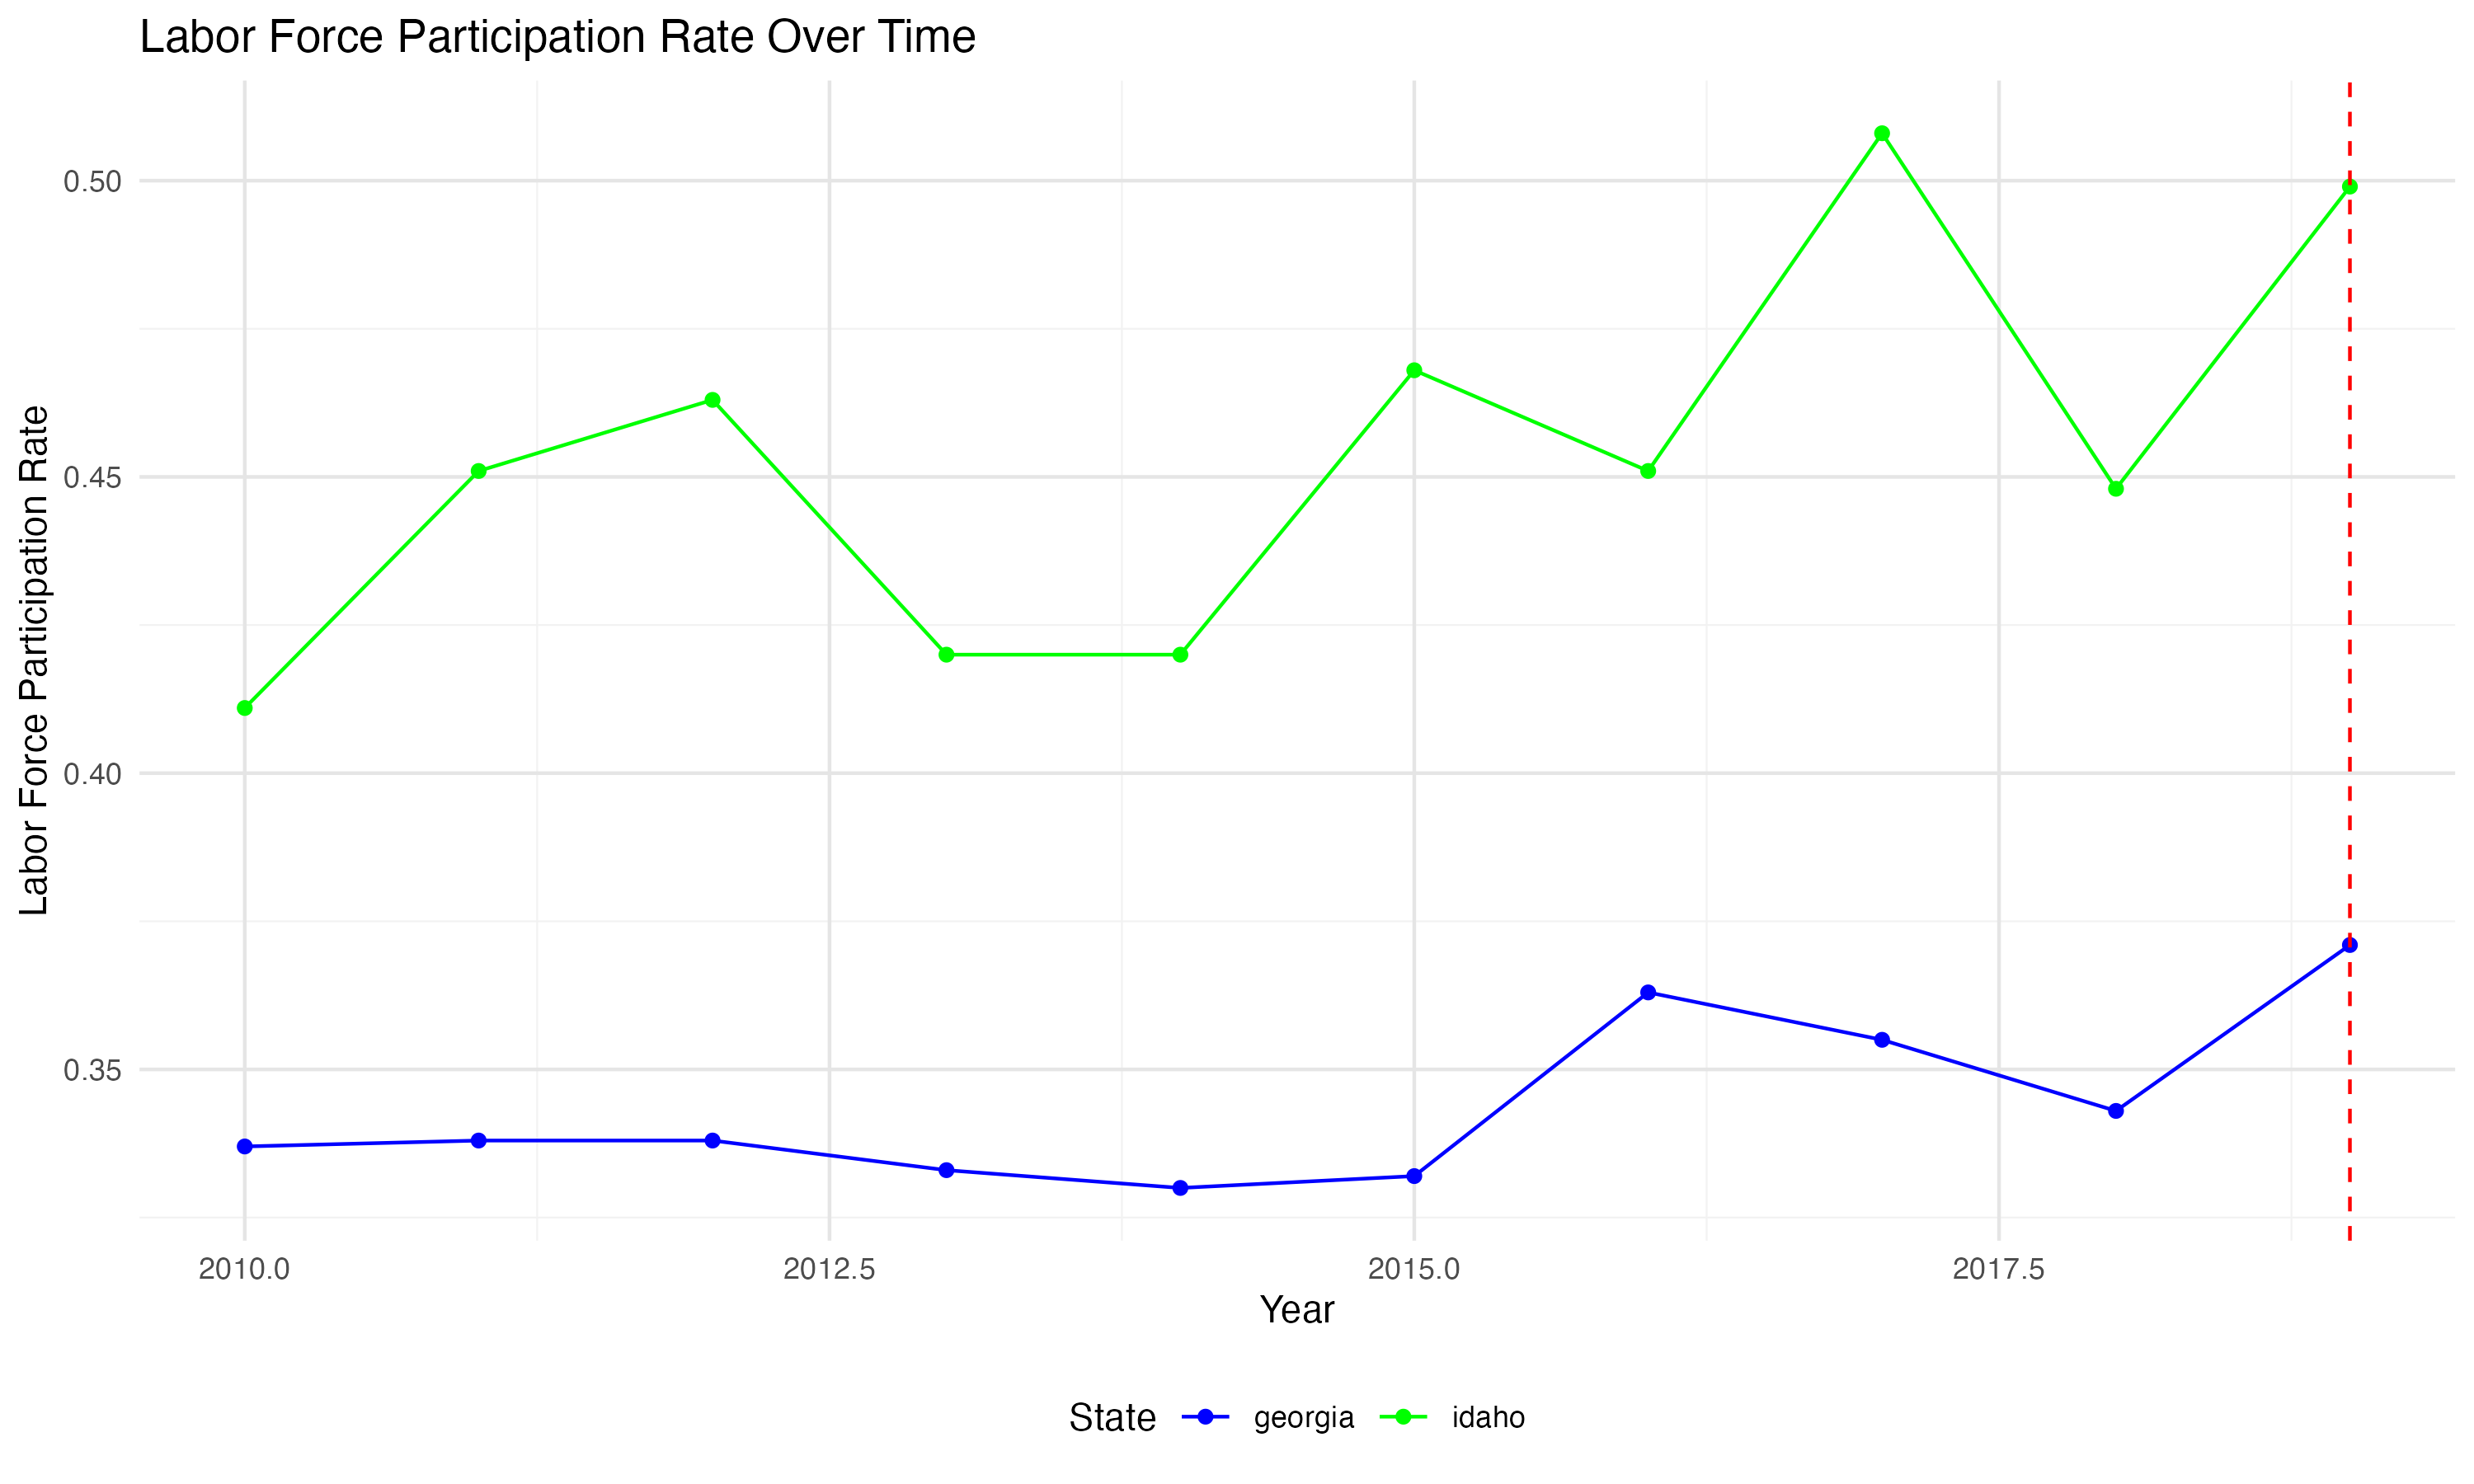 Labor Force Participation Rate Over Time
Labor Force Participation Rate
0.50
0.45
0.40
0.35
2010.0 2012.5 2015.0 2017.5
Year
State georgia idaho